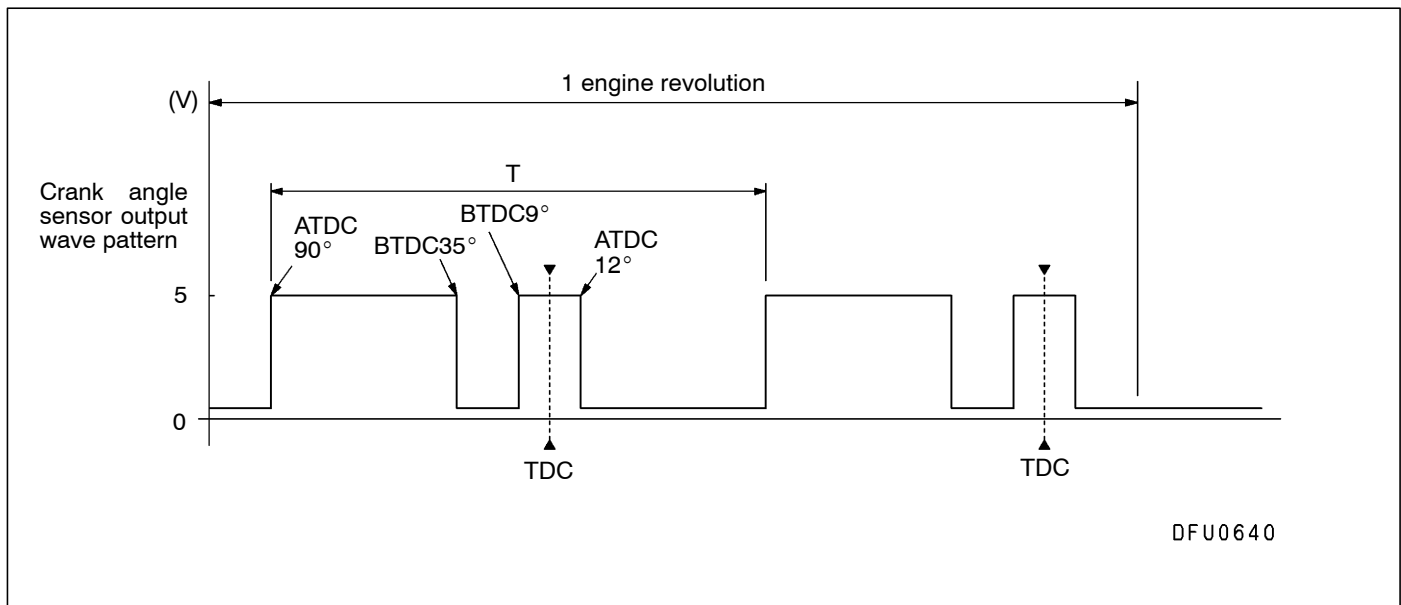 1 engine revolution
(V)
T
Crank angle
sensor output
wave pattern
ATDC
90°
BTDC35°
BTDC9°
ATDC
12°
5
0
TDC
TDC
DFU0640